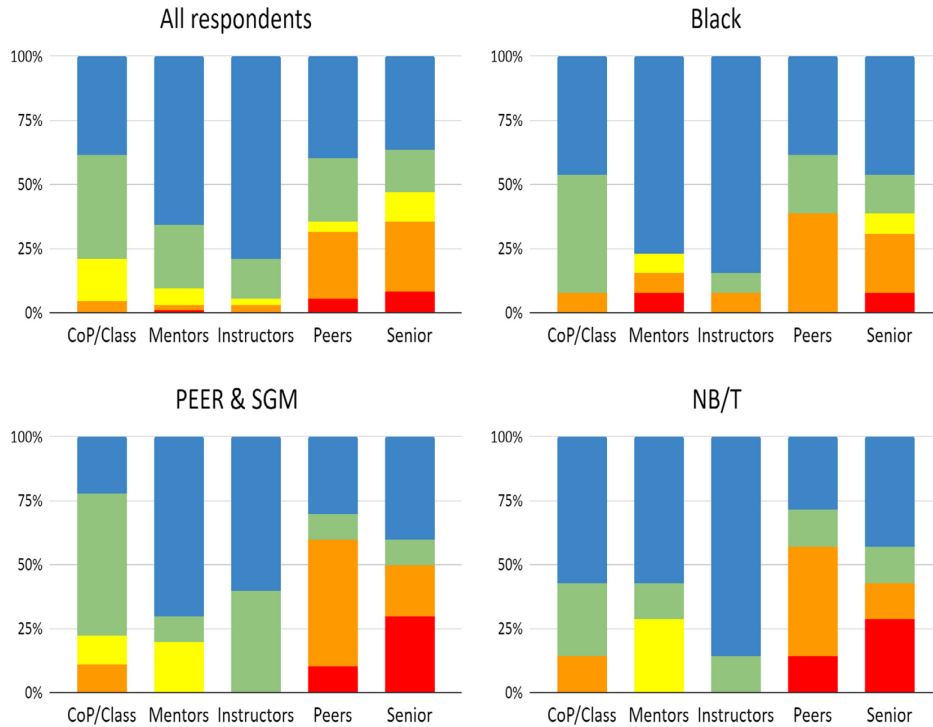 All respondents
100%
75%
50%
25%
0%
CoP/Class Mentors Instructors Peers Senior
Black
100%
75%
50%
25%
0%
CoP/Class Mentors Instructors Peers Senior
PEER & SGM
100%
75%
50%
25%
0%
CoP/Class Mentors Instructors Peers Senior
NB/T
100%
75%
50%
25%
0%
CoP/Class Mentors Instructors Peers Senior